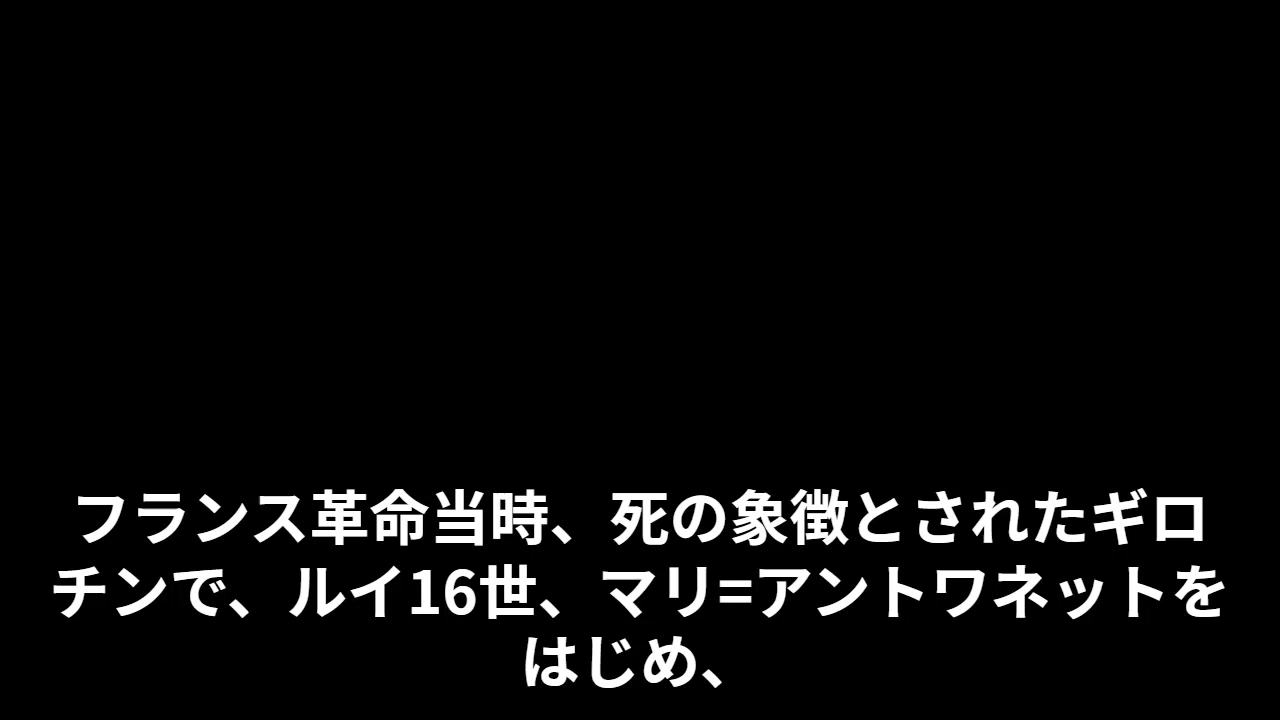 フランス革命当時、死の象徴とされたギロ
チンで、ルイ16世、マリ=アントワネットを
はじめ、